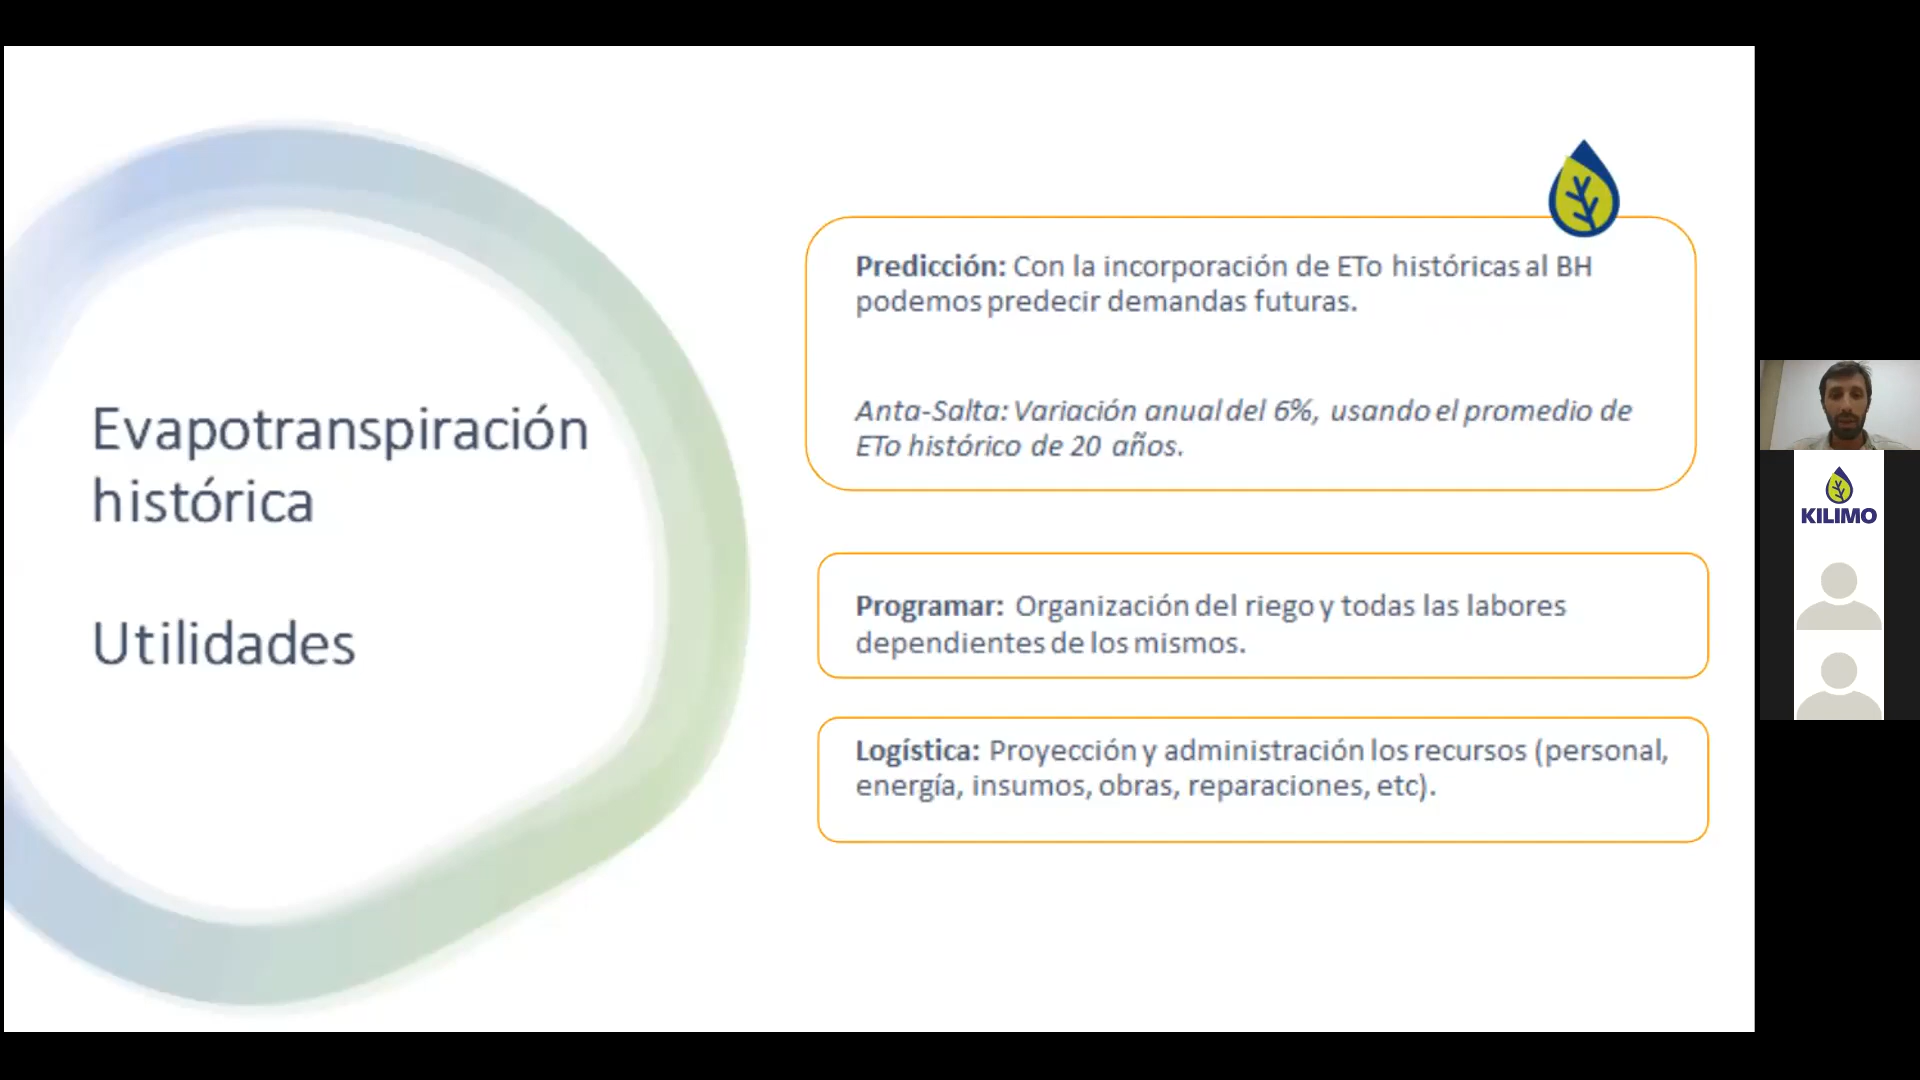 Evapotranspiración
histórica
Utilidades
Predicción: Con la incorporación de ETo históricas al BH
podemos predecir demandas futuras.
Anta-Salta: Variación anual del 6%, usando el promedio de
ETo histórico de 20 años.
Programar: Organización del riego y todas las labores
dependientes de los mismos.
Logística: Proyección y administración los recursos (personal,
energía, insumos, obras, reparaciones, etc).
KILIMO